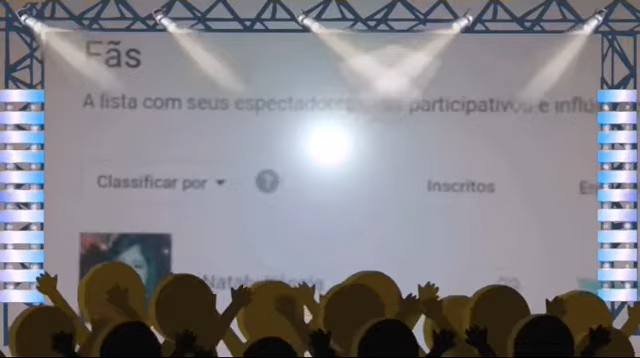 Fãs
A lista com seus espectadores participativos e influ
Classificar por
?
Inscritos